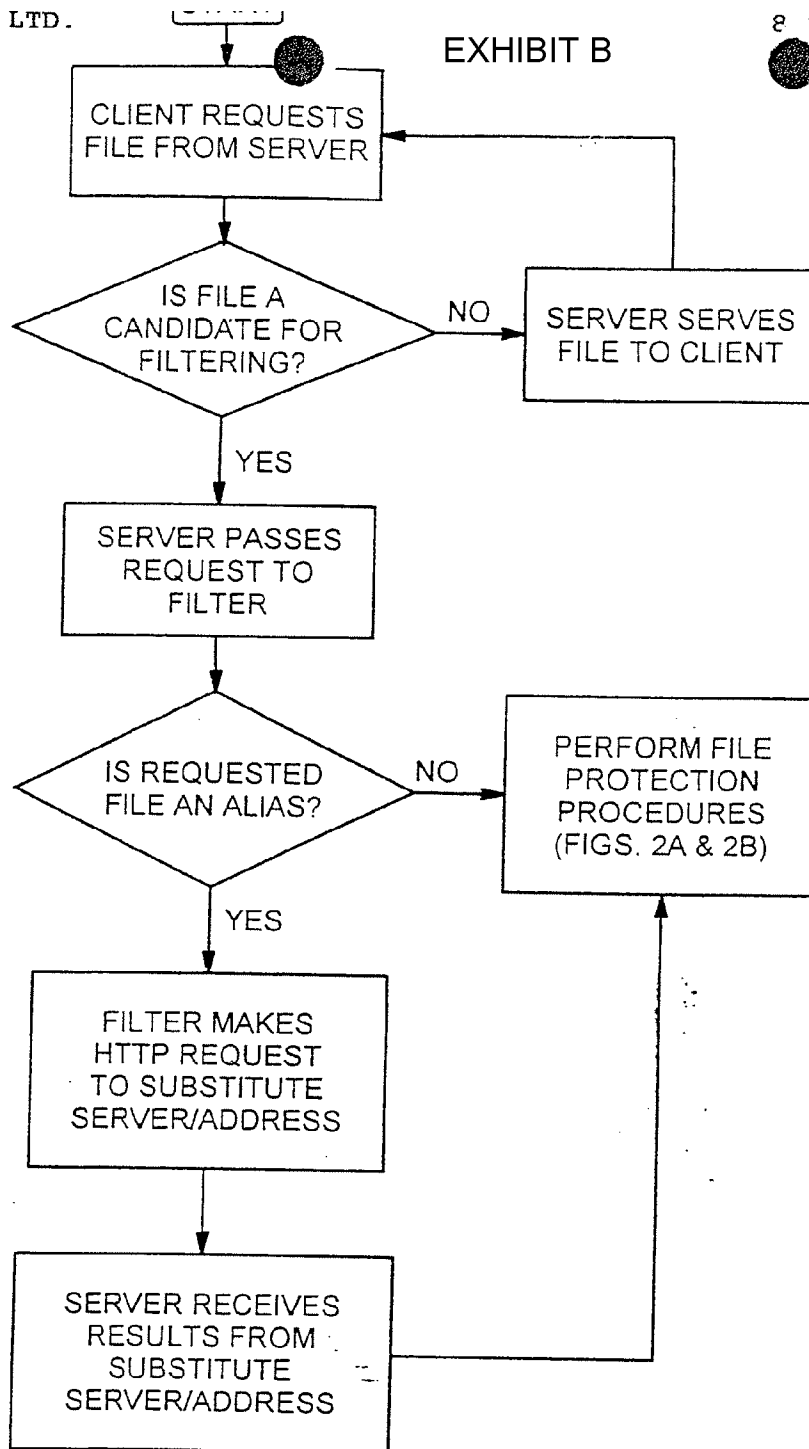 LTD.
8
EXHIBIT B
CLIENT REQUESTS
FILE FROM SERVER
IS FILE A
CANDIDATE FOR
FILTERING?
NO
SERVER SERVES
FILE TO CLIENT
YES
SERVER PASSES
REQUEST TO
FILTER
IS REQUESTED
FILE AN ALIAS?
NO
PERFORM FILE
PROTECTION
PROCEDURES
(FIGS. 2A & 2B)
YES
FILTER MAKES
HTTP REQUEST
TO SUBSTITUTE
SERVER/ADDRESS
SERVER RECEIVES
RESULTS FROM
SUBSTITUTE
SERVER/ADDRESS